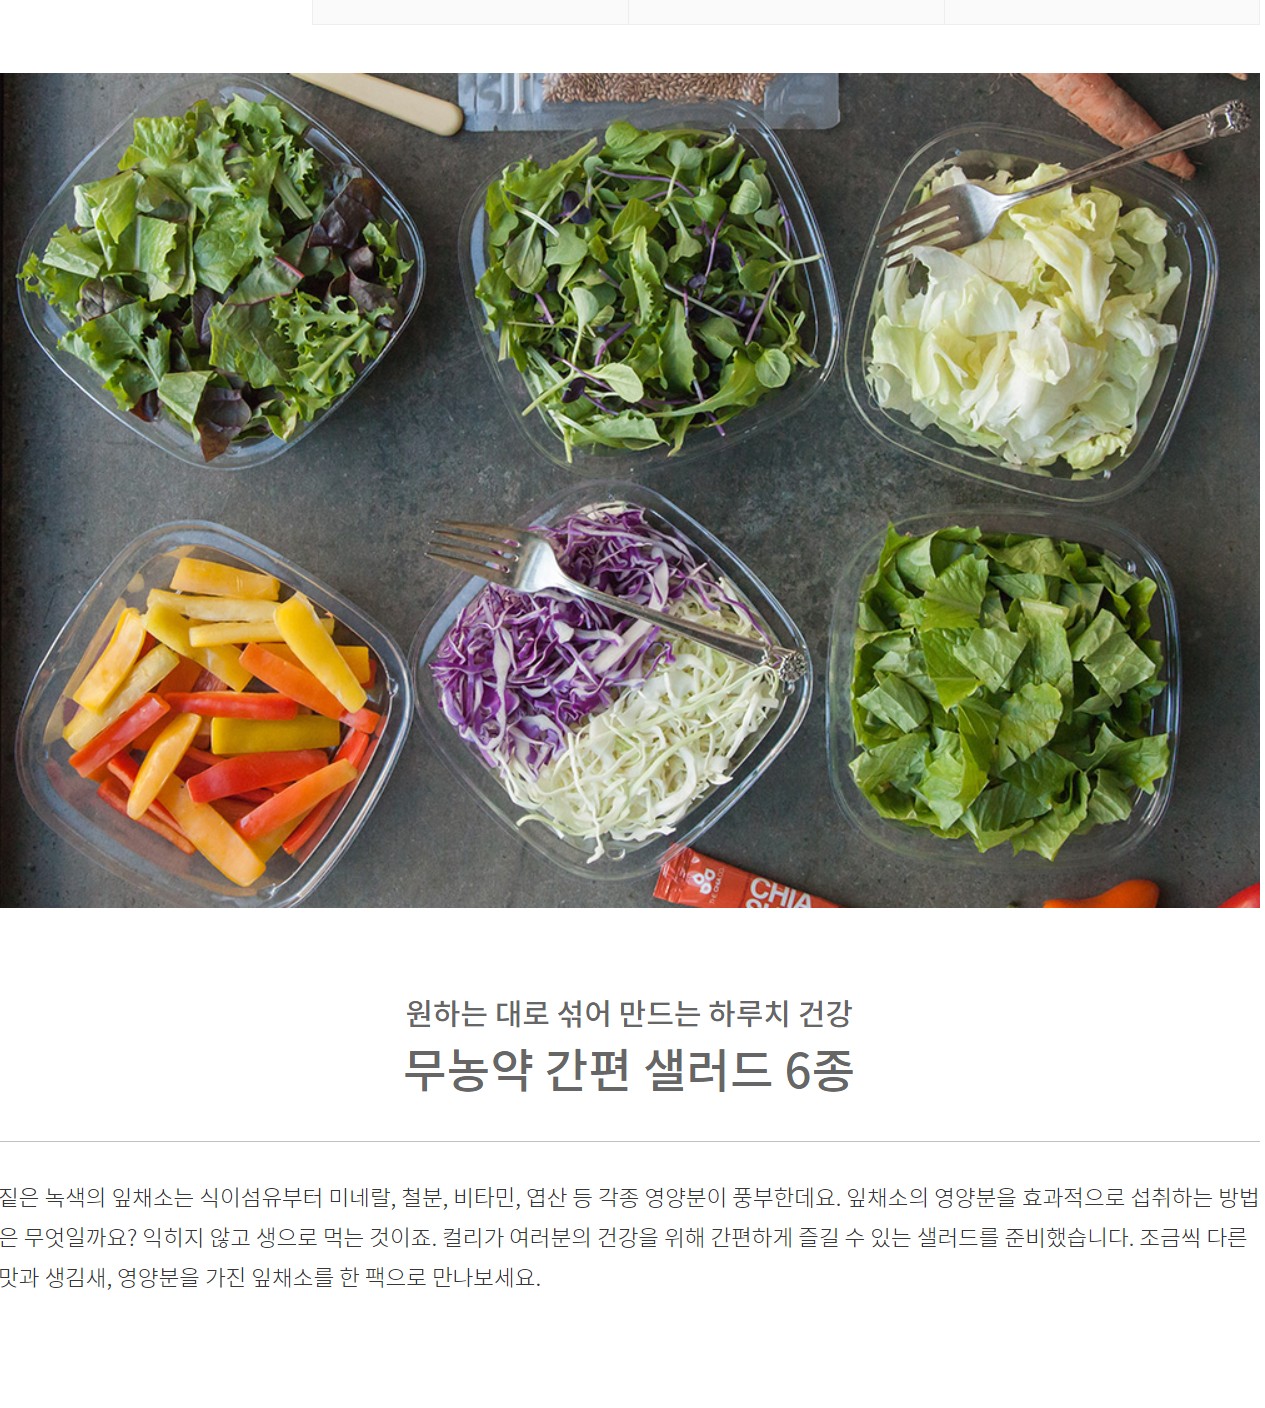 CHIA
원하는 대로 섞어 만드는 하루치 건강
무농약 간편 샐러드 6종
짙은 녹색의 잎채소는 식이섬유부터 미네랄, 철분, 비타민, 엽산 등 각종 영양분이 풍부한데요. 잎채소의 영양분을 효과적으로 섭취하는 방법
은 무엇일까요? 익히지 않고 생으로 먹는 것이죠. 컬리가 여러분의 건강을 위해 간편하게 즐길 수 있는 샐러드를 준비했습니다. 조금씩 다른
맛과 생김새, 영양분을 가진 잎채소를 한 팩으로 만나보세요.